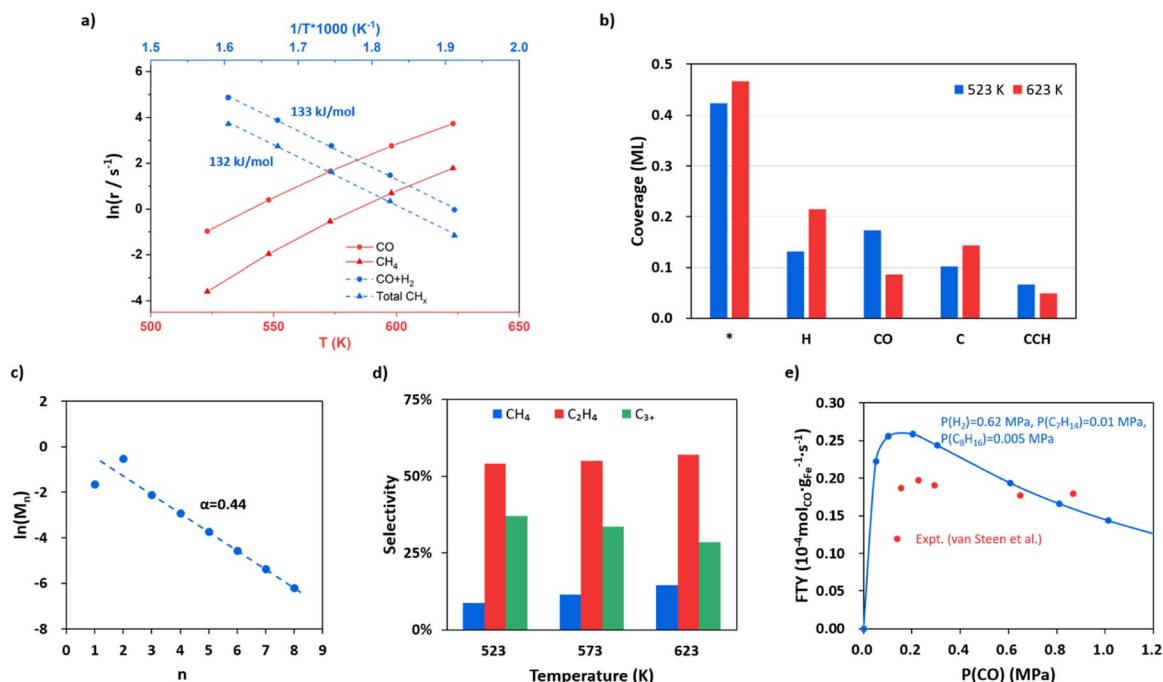 a)
1/T*1000 (K⁻¹)
1.5 1.6 1.7 1.8 1.9 2.0
6
4
2
0
-2
-4
ln(r / s⁻¹)
133 kJ/mol
132 kJ/mol
CO
CH₄
CO+H₂
Total CHₓ
500 550 600 650
T (K)
b)
0.5
0.4
0.3
0.2
0.1
0.0
Coverage (ML)
523 K 623 K
* H CO C CCH
c)
2
0
-2
-4
-6
-8
ln(Mₙ)
α=0.44
0 1 2 3 4 5 6 7 8 9
n
d)
75%
50%
25%
0%
Selectivity
CH₄ C₂H₄ C₃₊
523 573 623
Temperature (K)
e)
0.30
0.25
0.20
0.15
0.10
0.05
0.00
FTY (10⁻⁴mol_CO·g_Fe⁻¹·s⁻¹)
P(H₂)=0.62 MPa, P(C₇H₁₄)=0.01 MPa,
P(C₈H₁₆)=0.005 MPa
Expt. (van Steen et al.)
0.0 0.2 0.4 0.6 0.8 1.0 1.2
P(CO) (MPa)